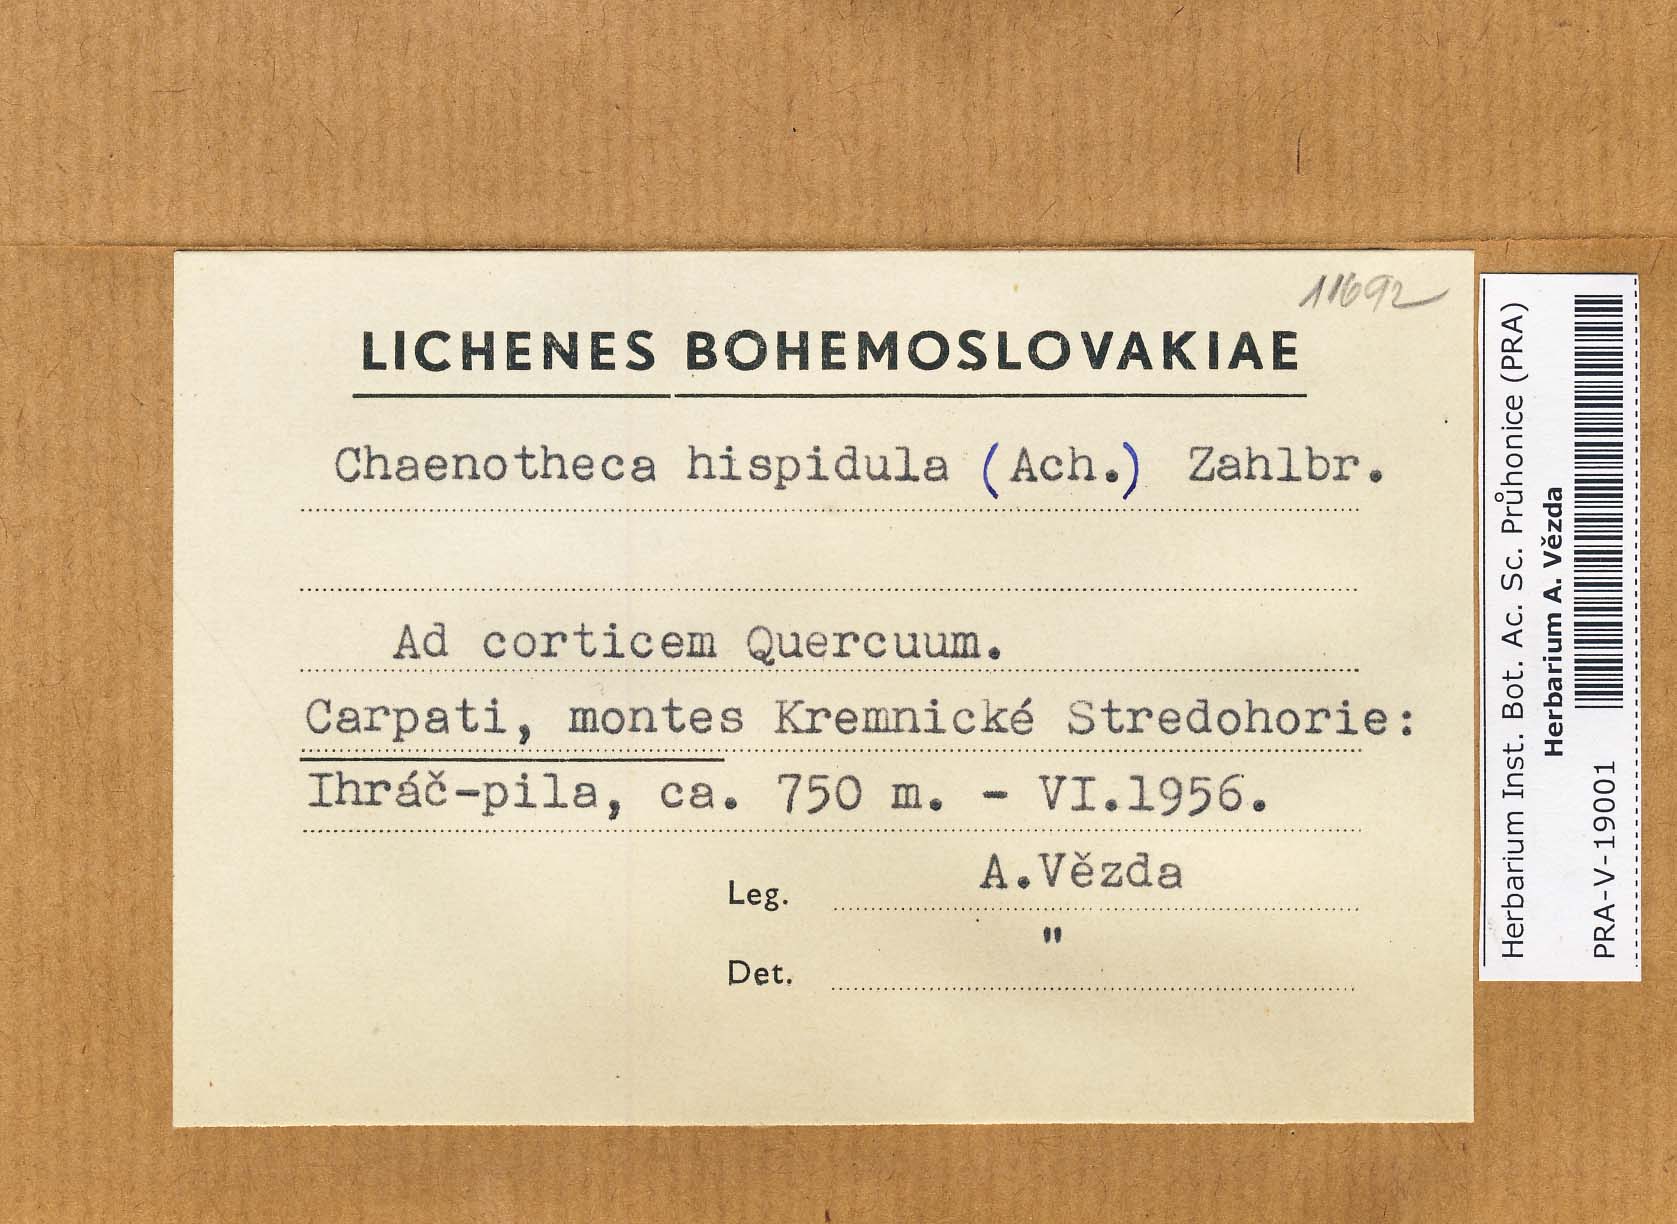 11692
LICHENES BOHEMOSLOVAKIAE
Chaenotheca hispidula (Ach.) Zahlbr.
Ad corticem Quercuum.
Carpati, montes Kremnické Stredohorie:
Ihráč-pila, ca. 750 m. - VI.1956.
Leg. A.Vězda
Det. "
Herbarium Inst. Bot. Ac. Sc. Průhonice (PRA)
Herbarium A. Vězda
PRA-V-19001